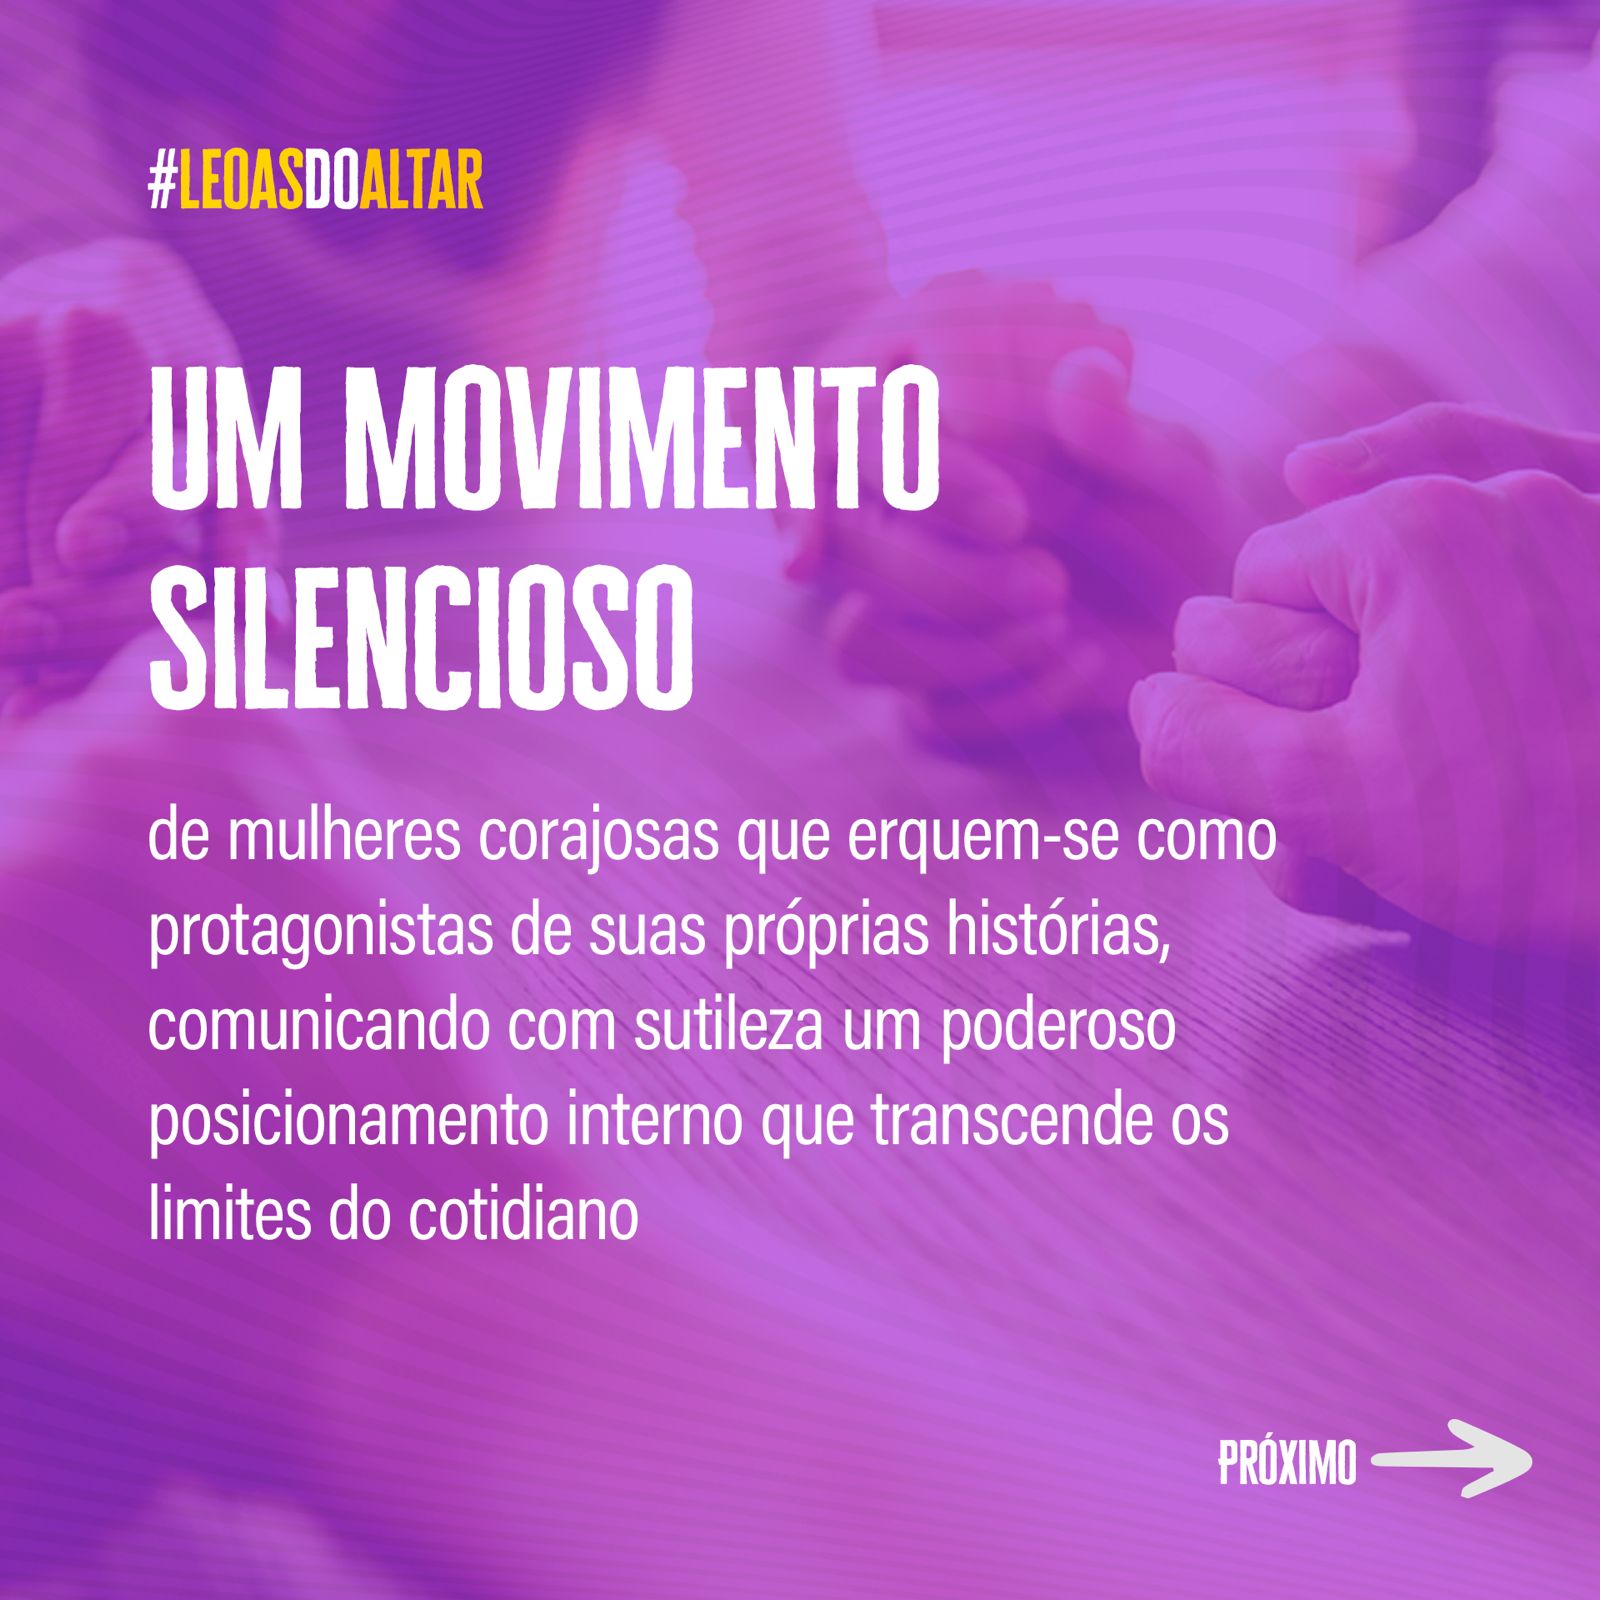 #LEOASDOALTAR
UM MOVIMENTO
SILENCIOSO
de mulheres corajosas que erquem-se como
protagonistas de suas próprias histórias,
comunicando com sutileza um poderoso
posicionamento interno que transcende os
limites do cotidiano
PRÓXIMO